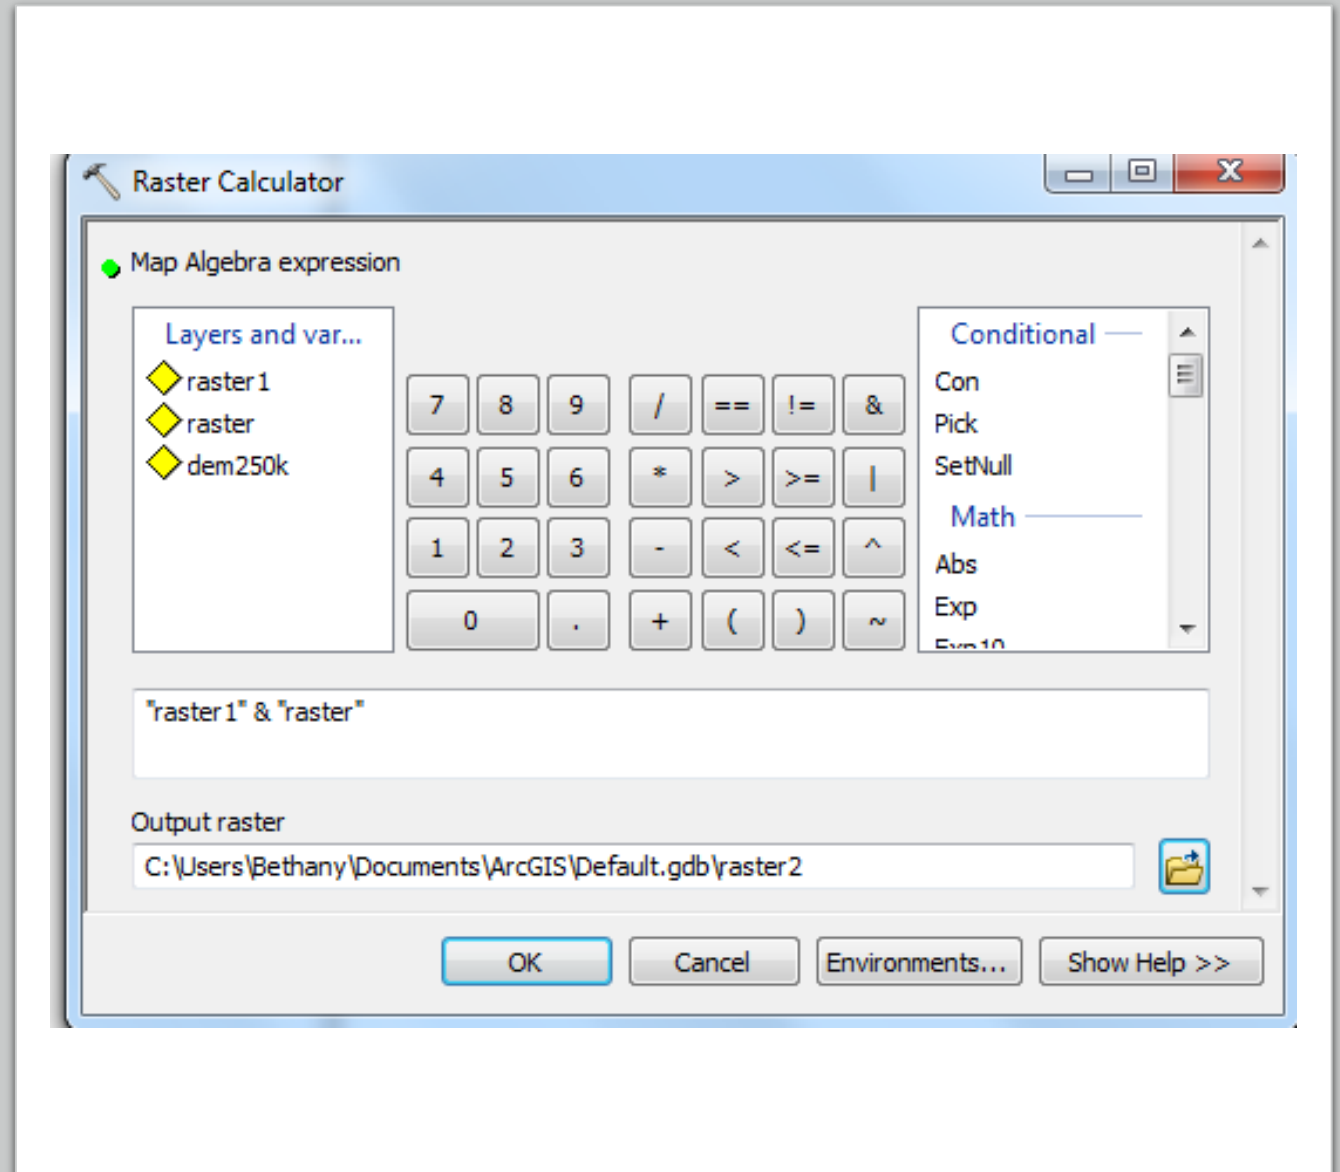 Raster Calculator
X
Map Algebra expression
Layers and var...
raster1
raster
dem250k
7 8 9 / == != &
4 5 6 * > >= |
1 2 3 - < <= ^
0 . + ( ) ~
Conditional
Con
Pick
SetNull
Math
Abs
Exp
Exp10
"raster1" & "raster"
Output raster
C:\Users\Bethany\Documents\ArcGIS\Default.gdb\raster2
OK Cancel Environments... Show Help >>